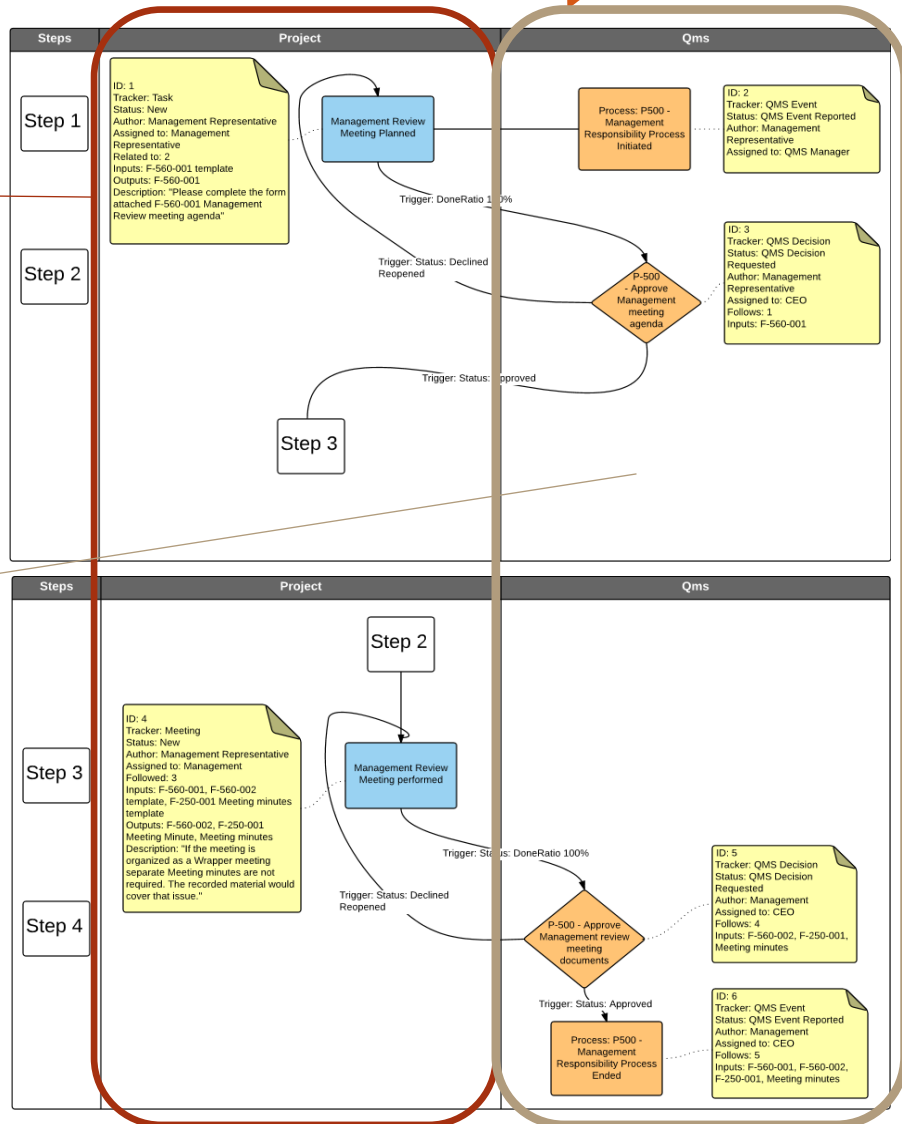 Steps
Project
Qms
Step 1
ID: 1
Tracker: Task
Status: New
Author: Management Representative
Assigned to: Management
Representative
Related to: 2
Inputs: F-560-001 template
Outputs: F-560-001
Description: "Please complete the form
attached F-560-001 Management
Review meeting agenda"
Management Review
Meeting Planned
Process: P500 -
Management
Responsibility Process
Initiated
ID: 2
Tracker: QMS Event
Status: QMS Event Reported
Author: Management
Representative
Assigned to: QMS Manager
Trigger: DoneRatio 100%
Step 2
Trigger: Status: Declined
Reopened
P-500
- Approve
Management
meeting
agenda
ID: 3
Tracker: QMS Decision
Status: QMS Decision
Requested
Author: Management
Representative
Assigned to: CEO
Follows: 1
Inputs: F-560-001
Trigger: Status: Approved
Step 3
Steps
Project
Qms
Step 2
Step 3
ID: 4
Tracker: Meeting
Status: New
Author: Management Representative
Assigned to: Management
Followed: 3
Inputs: F-560-001, F-560-002
template, F-250-001 Meeting minutes
template
Outputs: F-560-002, F-250-001
Meeting Minute, Meeting minutes
Description: "If the meeting is
organized as a Wrapper meeting
separate Meeting minutes are not
required. The recorded material would
cover that issue."
Management Review
Meeting performed
Trigger: Status: DoneRatio 100%
Step 4
Trigger: Status: Declined
Reopened
P-500 - Approve
Management review
meeting
documents
ID: 5
Tracker: QMS Decision
Status: QMS Decision
Requested
Author: Management
Assigned to: CEO
Follows: 4
Inputs: F-560-002, F-250-001,
Meeting minutes
Trigger: Status: Approved
Process: P500 -
Management
Responsibility Process
Ended
ID: 6
Tracker: QMS Event
Status: QMS Event Reported
Author: Management
Assigned to: CEO
Follows: 5
Inputs: F-560-001, F-560-002,
F-250-001, Meeting minutes